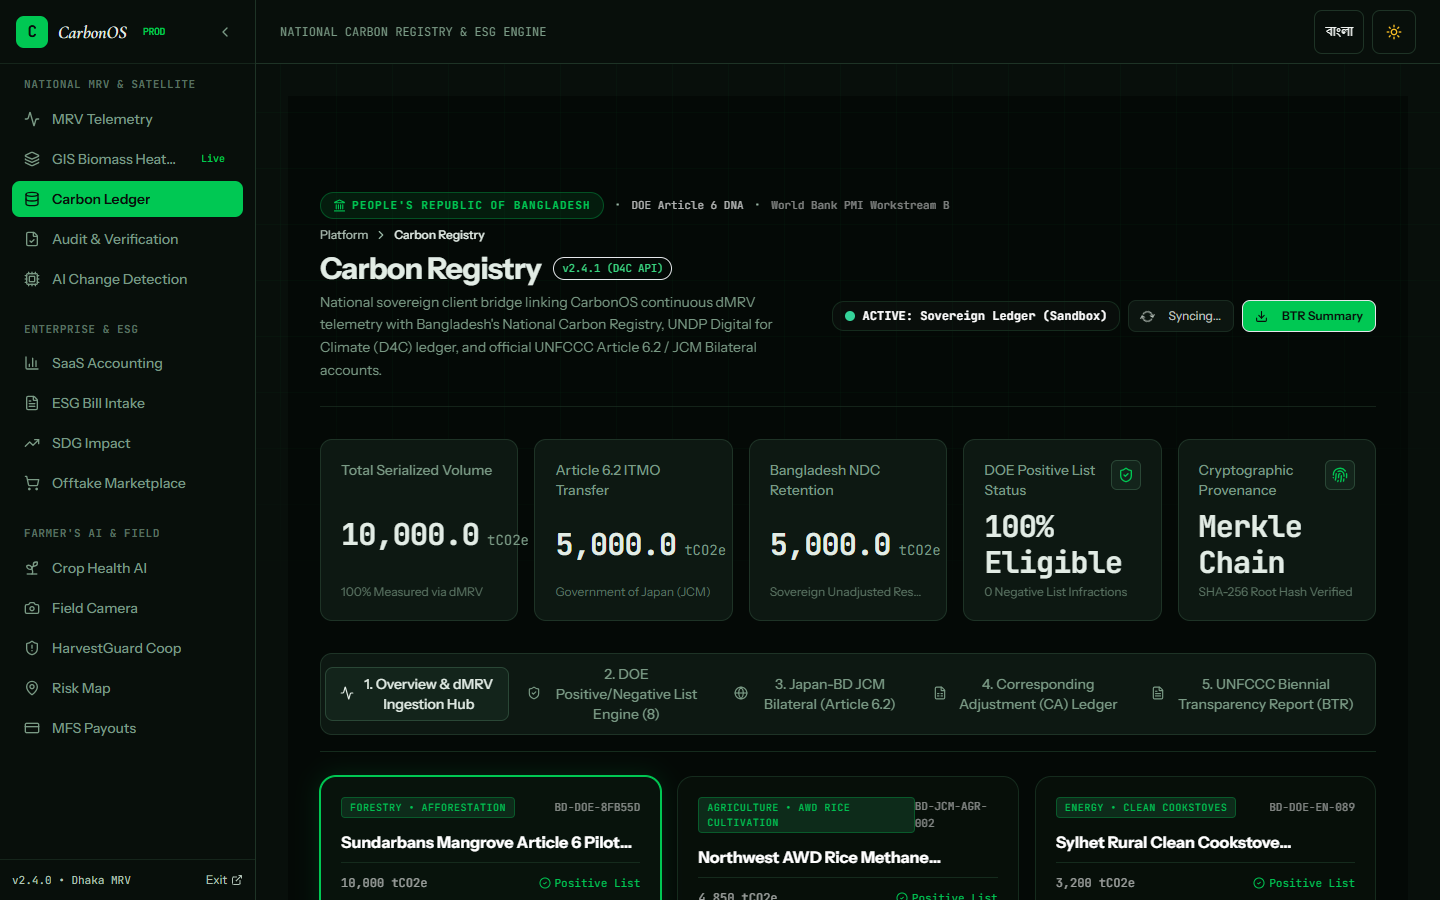 C CarbonOS PROD
NATIONAL CARBON REGISTRY & ESG ENGINE
বাংলা
NATIONAL MRV & SATELLITE
MRV Telemetry
GIS Biomass Heat... Live
Carbon Ledger
Audit & Verification
AI Change Detection
ENTERPRISE & ESG
SaaS Accounting
ESG Bill Intake
SDG Impact
Offtake Marketplace
FARMER'S AI & FIELD
Crop Health AI
Field Camera
HarvestGuard Coop
Risk Map
MFS Payouts
v2.4.0 • Dhaka MRV
Exit
PEOPLE'S REPUBLIC OF BANGLADESH • DOE Article 6 DNA • World Bank PMI Workstream B
Platform > Carbon Registry
Carbon Registry v2.4.1 (D4C API)
National sovereign client bridge linking CarbonOS continuous dMRV
telemetry with Bangladesh's National Carbon Registry, UNDP Digital for
Climate (D4C) ledger, and official UNFCCC Article 6.2 / JCM Bilateral
accounts.
ACTIVE: Sovereign Ledger (Sandbox)
Syncing...
BTR Summary
Total Serialized Volume
10,000.0 tCO2e
100% Measured via dMRV
Article 6.2 ITMO
Transfer
5,000.0 tCO2e
Government of Japan (JCM)
Bangladesh NDC
Retention
5,000.0 tCO2e
Sovereign Unadjusted Res...
DOE Positive List
Status
100%
Eligible
0 Negative List Infractions
Cryptographic
Provenance
Merkle
Chain
SHA-256 Root Hash Verified
1. Overview & dMRV
Ingestion Hub
2. DOE
Positive/Negative List
Engine (8)
3. Japan-BD JCM
Bilateral (Article 6.2)
4. Corresponding
Adjustment (CA) Ledger
5. UNFCCC Biennial
Transparency Report (BTR)
FORESTRY • AFFORESTATION
BD-DOE-8FB55D
Sundarbans Mangrove Article 6 Pilot...
10,000 tCO2e
Positive List
AGRICULTURE • AWD RICE
CULTIVATION
BD-JCM-AGR-
002
Northwest AWD Rice Methane...
4,850 tCO2e
Positive List
ENERGY • CLEAN COOKSTOVES
BD-DOE-EN-089
Sylhet Rural Clean Cookstove...
3,200 tCO2e
Positive List